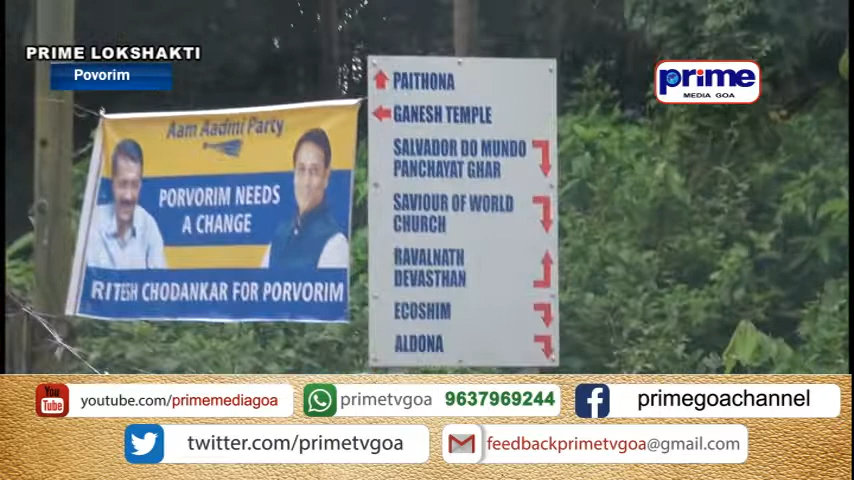 PRIME LOKSHAKTI
Povorim
prime
MEDIA GOA
Aam Aadmi Party
PORVORIM NEEDS
A CHANGE
RITESH CHODANKAR FOR PORVORIM
PAITHONA
GANESH TEMPLE
SALVADOR DO MUNDO
PANCHAYAT GHAR
SAVIOUR OF WORLD
CHURCH
RAVALNATH
DEVASTHAN
ECOSHIM
ALDONA
You
Tube
youtube.com/primemediagoa
primetvgoa 9637969244
primegoachannel
twitter.com/primetvgoa
feedbackprimetvgoa@gmail.com